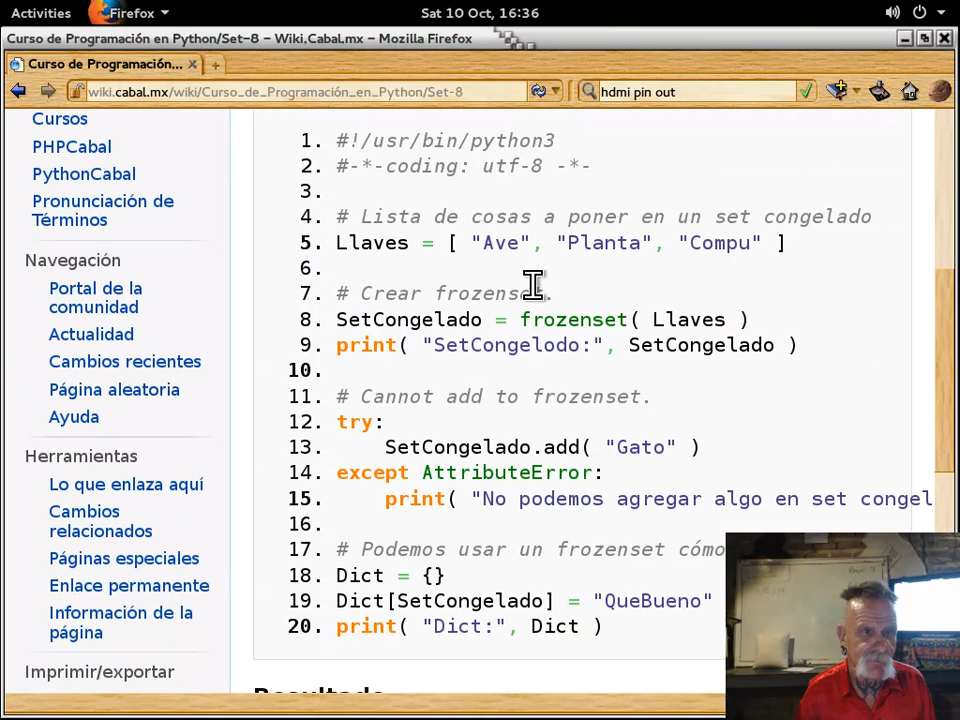 Activities Firefox Sat 10 Oct, 16:36
Curso de Programación en Python/Set-8 – Wiki.Cabal.mx – Mozilla Firefox
Curso de Programación... × +
wiki.cabal.mx/wiki/Curso_de_Programación_en_Python/Set-8 hdmi pin out
Cursos
PHPCabal
PythonCabal
Pronunciación de
Términos
Navegación
Portal de la
comunidad
Actualidad
Cambios recientes
Página aleatoria
Ayuda
Herramientas
Lo que enlaza aquí
Cambios
relacionados
Páginas especiales
Enlace permanente
Información de la
página
Imprimir/exportar
1. #!/usr/bin/python3
2. #-*-coding: utf-8 -*-
3.
4. # Lista de cosas a poner en un set congelado
5. Llaves = [ "Ave", "Planta", "Compu" ]
6.
7. # Crear frozenset.
8. SetCongelado = frozenset( Llaves )
9. print( "SetCongelodo:", SetCongelado )
10.
11. # Cannot add to frozenset.
12. try:
13. SetCongelado.add( "Gato" )
14. except AttributeError:
15. print( "No podemos agregar algo en set congel
16.
17. # Podemos usar un frozenset cómo
18. Dict = {}
19. Dict[SetCongelado] = "QueBueno"
20. print( "Dict:", Dict )
Resultado